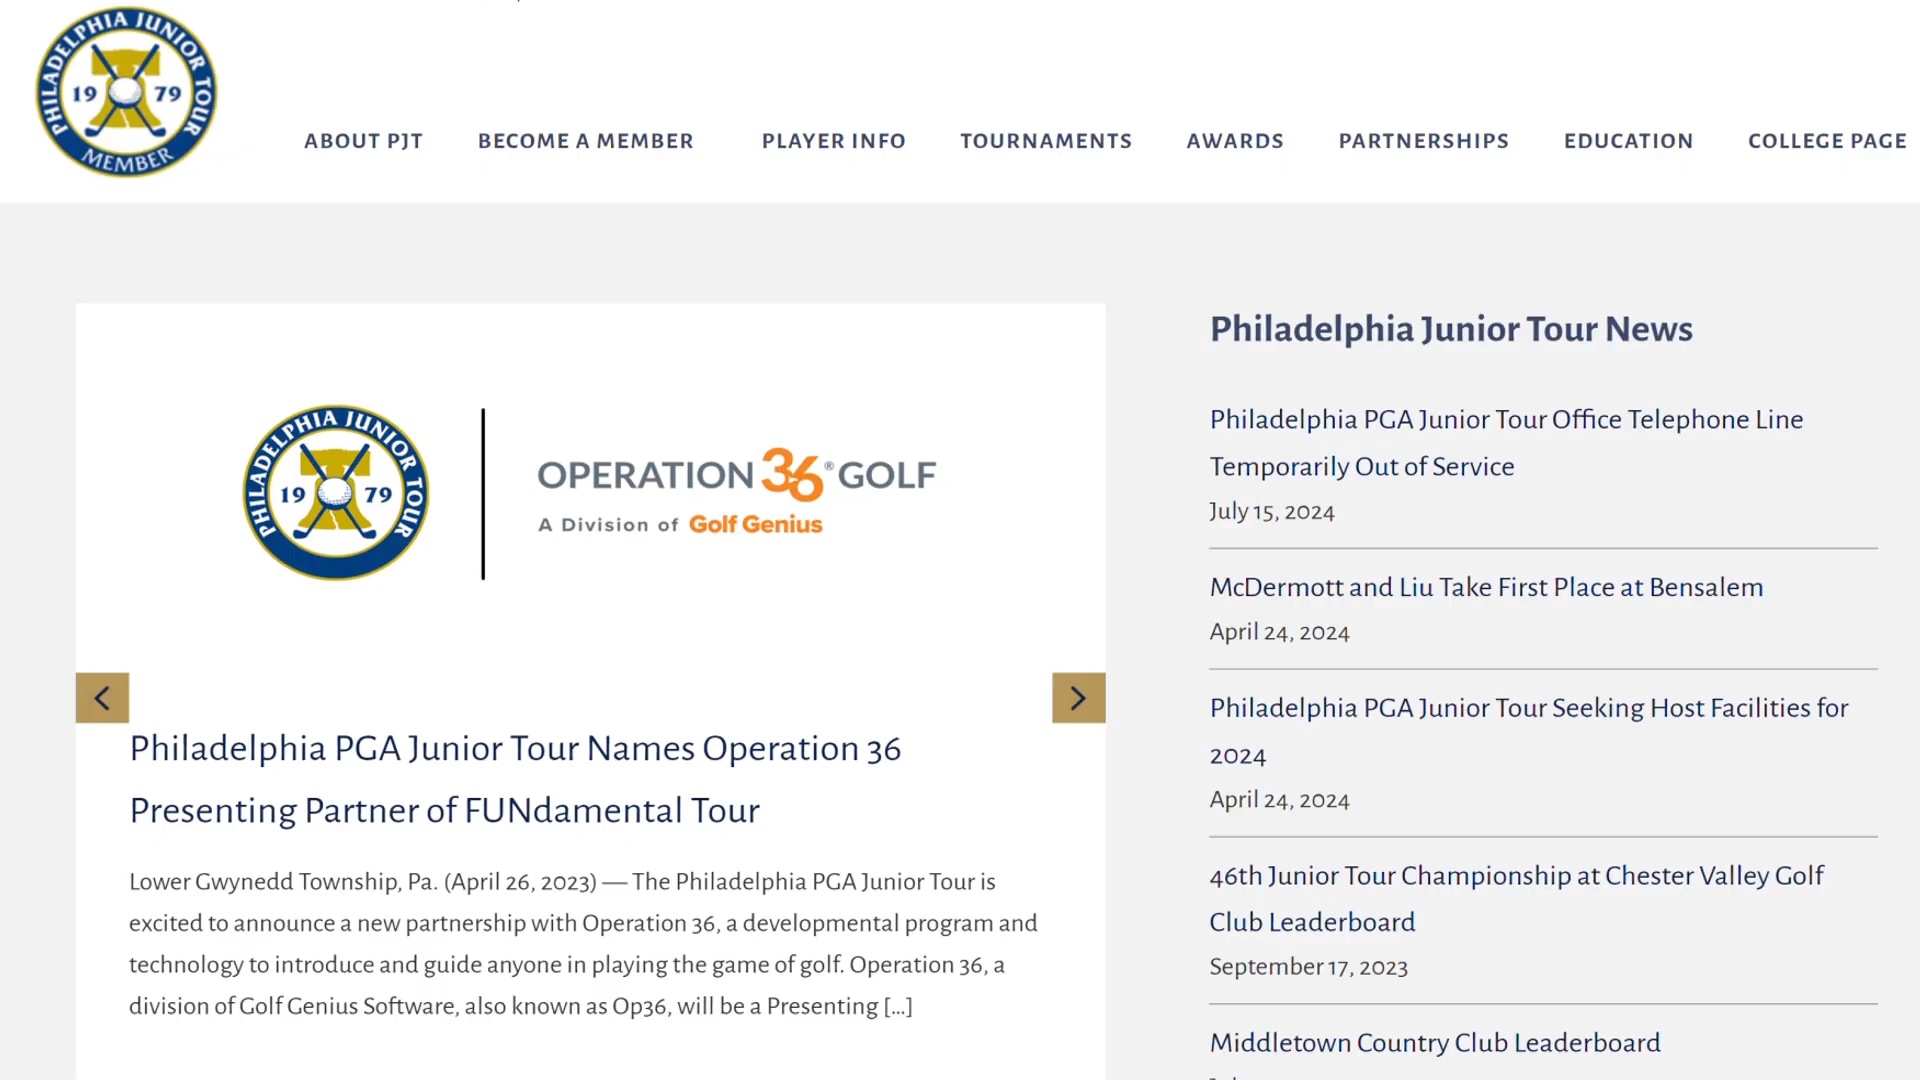 PHILADELPHIA JUNIOR TOUR
19 79
MEMBER
ABOUT PJT BECOME A MEMBER PLAYER INFO TOURNAMENTS AWARDS PARTNERSHIPS EDUCATION COLLEGE PAGE
PHILADELPHIA JUNIOR TOUR
19 79
OPERATION 36® GOLF
A Division of Golf Genius
Philadelphia PGA Junior Tour Names Operation 36
Presenting Partner of FUNdamental Tour
Lower Gwynedd Township, Pa. (April 26, 2023) — The Philadelphia PGA Junior Tour is
excited to announce a new partnership with Operation 36, a developmental program and
technology to introduce and guide anyone in playing the game of golf. Operation 36, a
division of Golf Genius Software, also known as Op36, will be a Presenting [...]
Philadelphia Junior Tour News
Philadelphia PGA Junior Tour Office Telephone Line
Temporarily Out of Service
July 15, 2024
McDermott and Liu Take First Place at Bensalem
April 24, 2024
Philadelphia PGA Junior Tour Seeking Host Facilities for
2024
April 24, 2024
46th Junior Tour Championship at Chester Valley Golf
Club Leaderboard
September 17, 2023
Middletown Country Club Leaderboard